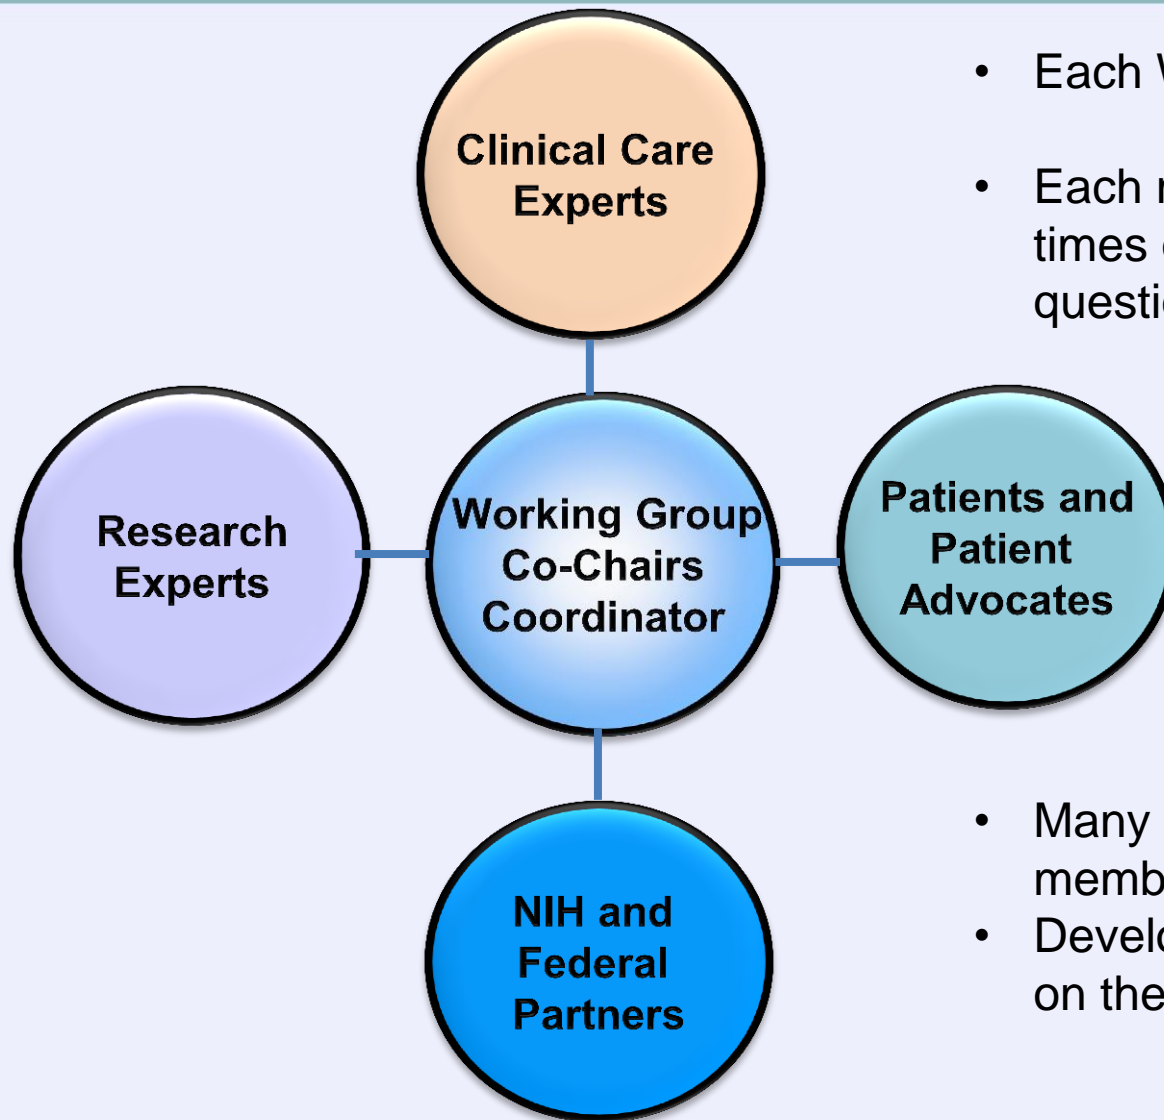 Clinical Care
Experts
Research
Experts
Working Group
Co-Chairs
Coordinator
Patients and
Patient
Advocates
NIH and
Federal
Partners
• Each
• Each
times
• Many
on the